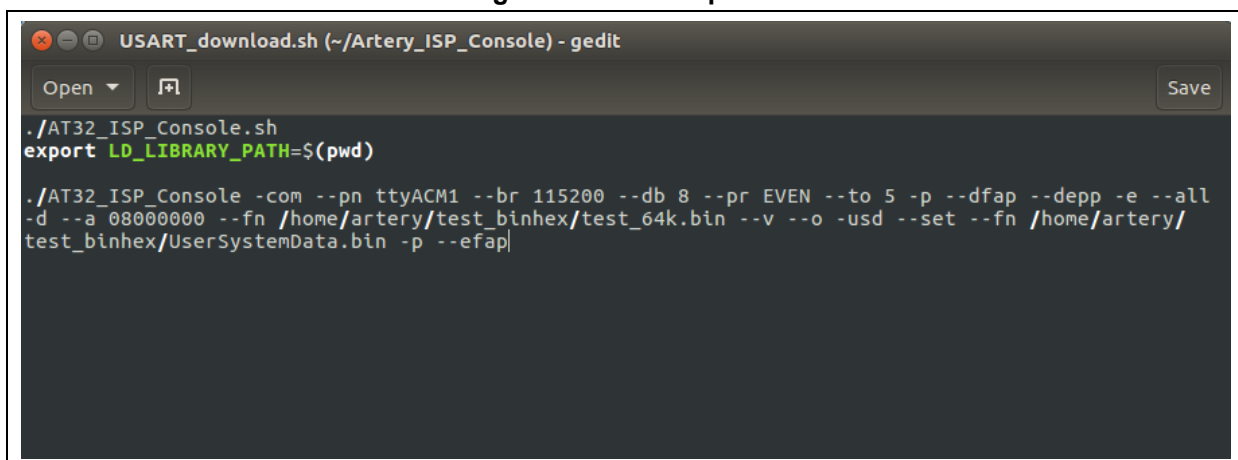 USART_download.sh (~/Artery_ISP_Console) - gedit
Open Save
./AT32_ISP_Console.sh
export LD_LIBRARY_PATH=$(pwd)
./AT32_ISP_Console -com --pn ttyACM1 --br 115200 --db 8 --pr EVEN --to 5 -p --dfap --depp -e --all
-d --a 08000000 --fn /home/artery/test_binhex/test_64k.bin --v --o -usd --set --fn /home/artery/
test_binhex/UserSystemData.bin -p --efap